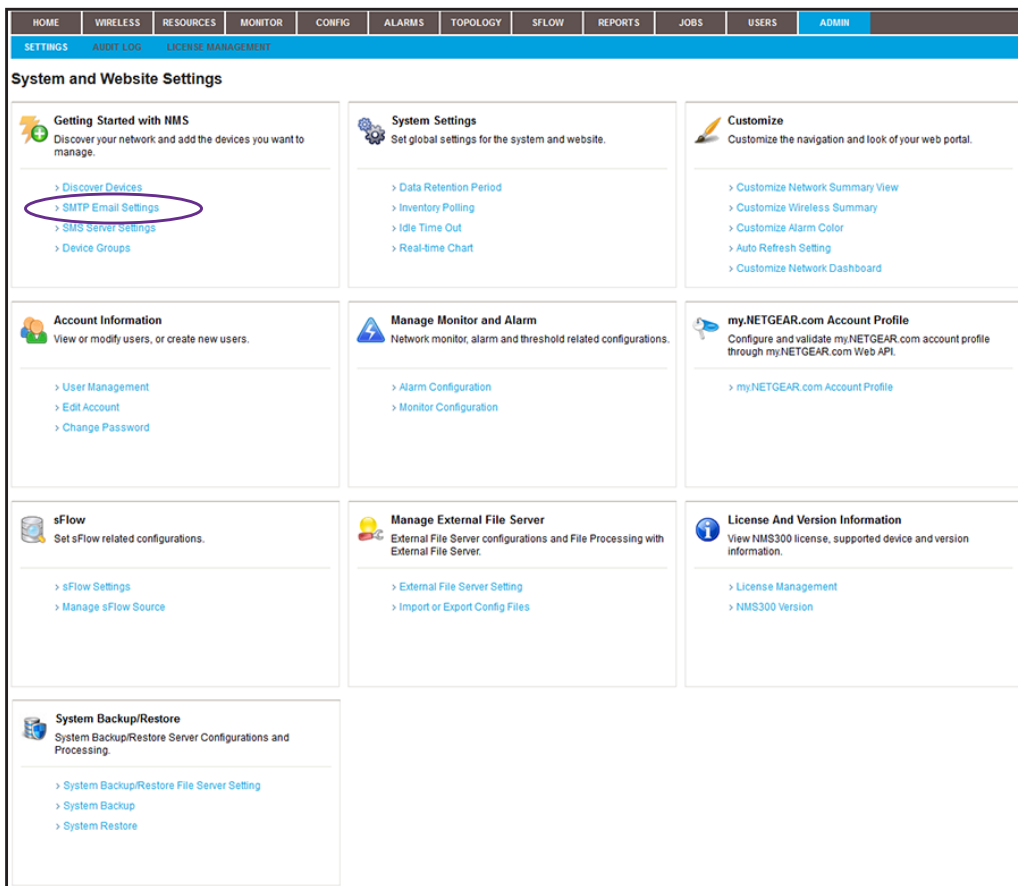 HOME WIRELESS RESOURCES MONITOR CONFIG ALARMS TOPOLOGY SFLOW REPORTS JOBS USERS ADMIN
SETTINGS AUDIT LOG LICENSE MANAGEMENT
System and Website Settings
Getting Started with NMS
Discover your network and add the devices you want to
manage.
> Discover Devices
> SMTP Email Settings
> SMS Server Settings
> Device Groups
System Settings
Set global settings for the system and website.
> Data Retention Period
> Inventory Polling
> Idle Time Out
> Real-time Chart
Customize
Customize the navigation and look of your web portal.
> Customize Network Summary View
> Customize Wireless Summary
> Customize Alarm Color
> Auto Refresh Setting
> Customize Network Dashboard
Account Information
View or modify users, or create new users.
> User Management
> Edit Account
> Change Password
Manage Monitor and Alarm
Network monitor, alarm and threshold related configurations.
> Alarm Configuration
> Monitor Configuration
my.NETGEAR.com Account Profile
Configure and validate my.NETGEAR.com account profile
through my.NETGEAR.com Web API.
> my.NETGEAR.com Account Profile
sFlow
Set sFlow related configurations.
> sFlow Settings
> Manage sFlow Source
Manage External File Server
External File Server configurations and File Processing with
External File Server.
> External File Server Setting
> Import or Export Config Files
License And Version Information
View NMS300 license, supported device and version
information.
> License Management
> NMS300 Version
System Backup/Restore
System Backup/Restore Server Configurations and
Processing.
> System Backup/Restore File Server Setting
> System Backup
> System Restore